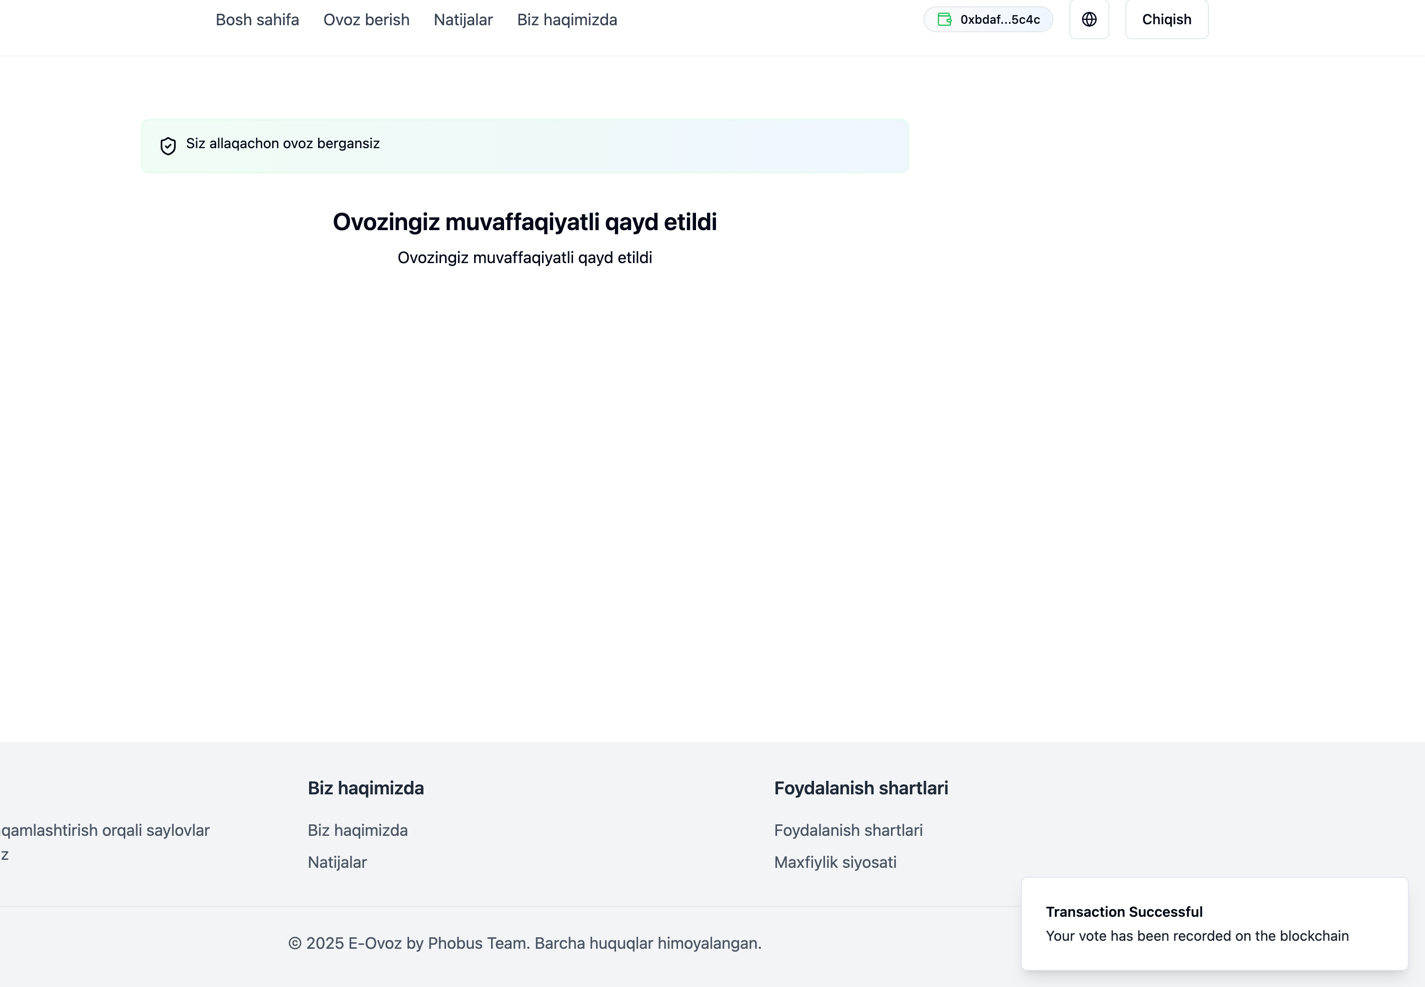 Bosh sahifa Ovoz berish Natijalar Biz haqimizda 0xbdaf...5c4c Chiqish
Siz allaqachon ovoz bergansiz
Ovozingiz muvaffaqiyatli qayd etildi
Ovozingiz muvaffaqiyatli qayd etildi
Biz haqimizda
Foydalanish shartlari
orqali saylovlar
Biz haqimizda
Foydalanish shartlari
Natijalar
Maxfiylik siyosati
Transaction Successful
Your vote has been recorded on the blockchain
© 2025 E-Ovoz by Phobus Team. Barcha huquqlar himoyalangan.